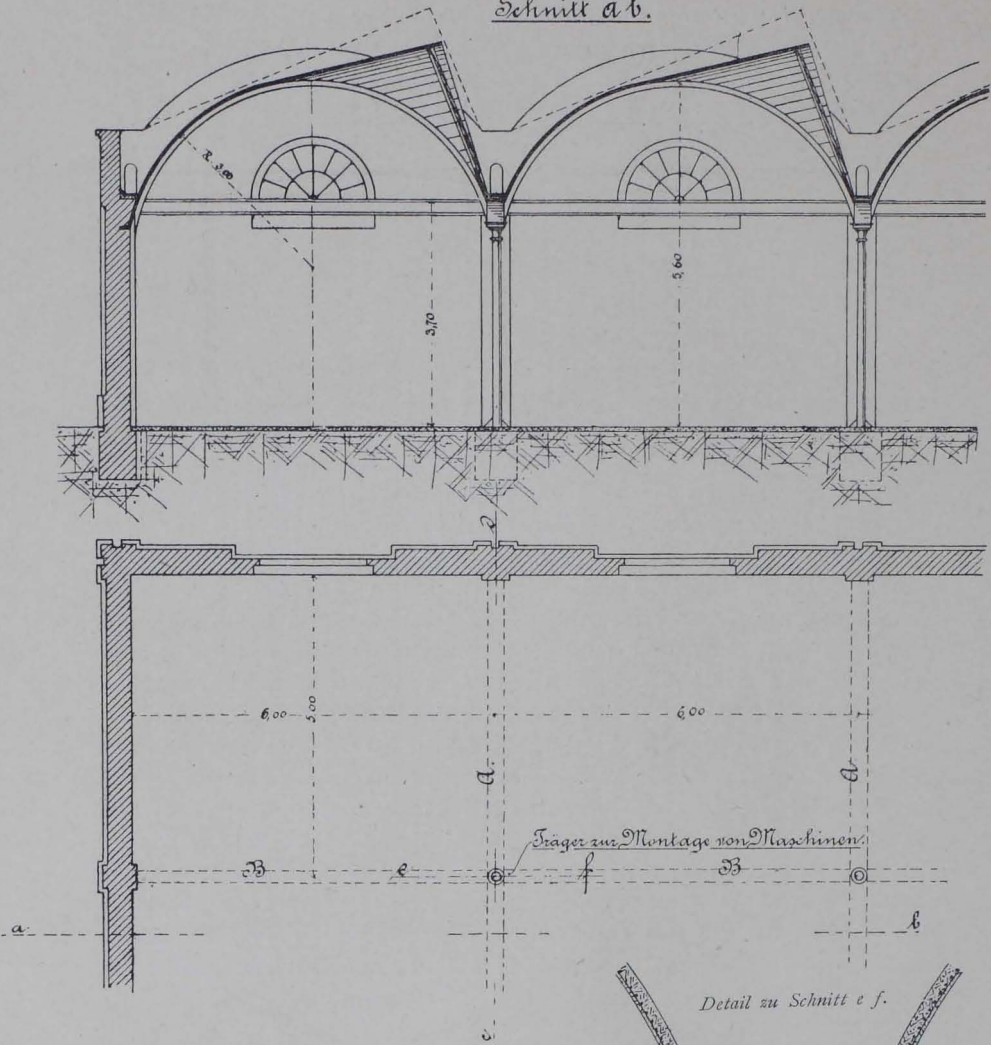 Schnitt a b.
R. 3,00
3,70
5,60
d
6,00
5,00
6,00
A.
A
Träger zur Montage von Maschinen.
B
e
f
B
a
b
Detail zu Schnitt e f.
c